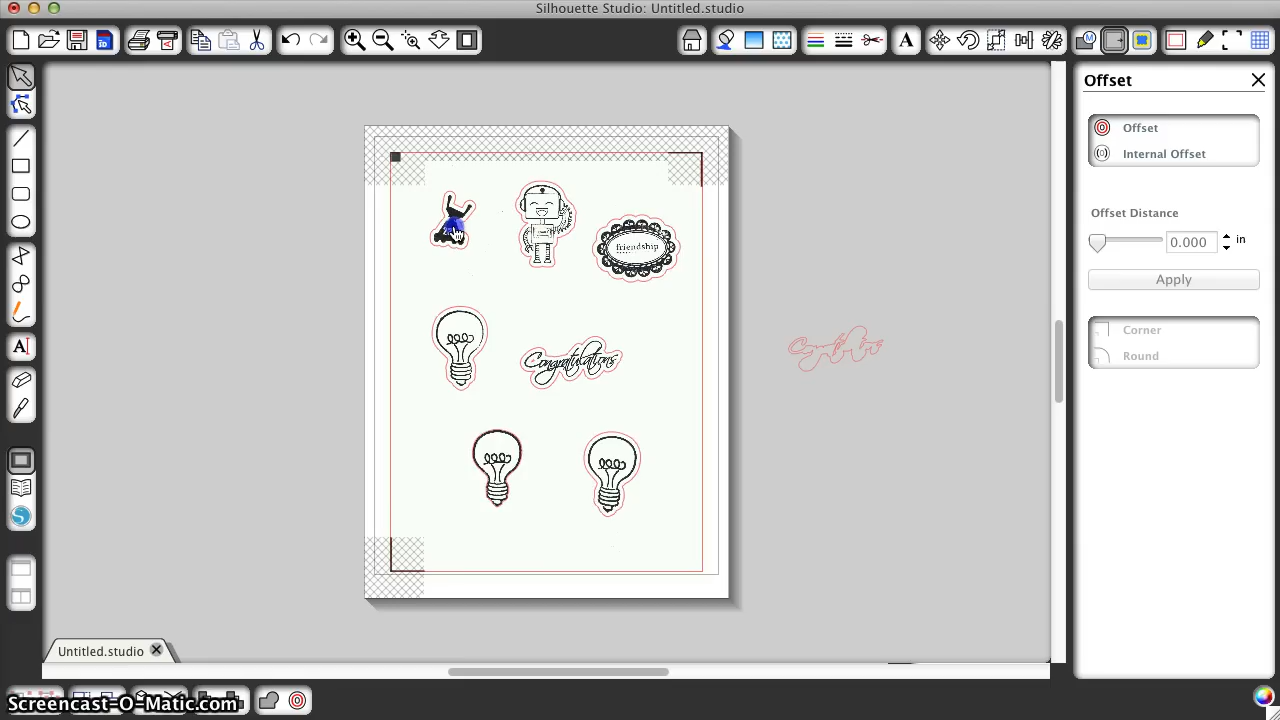 Silhouette Studio: Untitled.studio
Offset
Offset
Internal Offset
Offset Distance
0.000 in
Apply
Corner
Round
friendship
Congratulations
Untitled.studio
Screencast-O-Matic.com